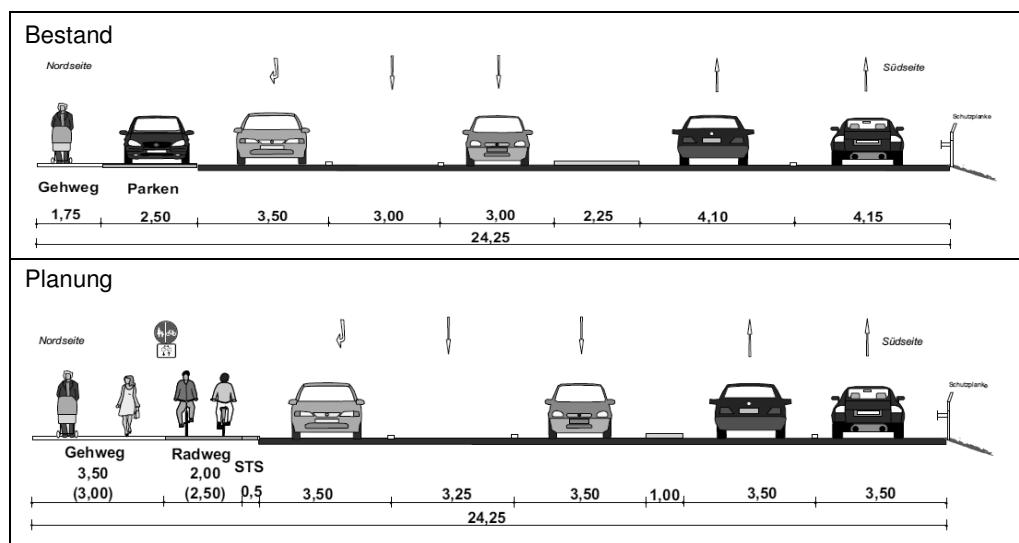 Bestand
Nordseite
Südseite
Schutzplanke
Gehweg Parken
1,75 2,50 3,50 3,00 3,00 2,25 4,10 4,15
24,25
Planung
Nordseite
Südseite
Schutzplanke
Gehweg Radweg STS
3,50 2,00
(3,00) (2,50) 0,5 3,50 3,25 3,50 1,00 3,50 3,50
24,25